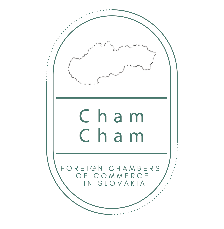 Cham
Cham
FOREIGN CHAMBERS
OF COMMERCE
IN SLOVAKIA